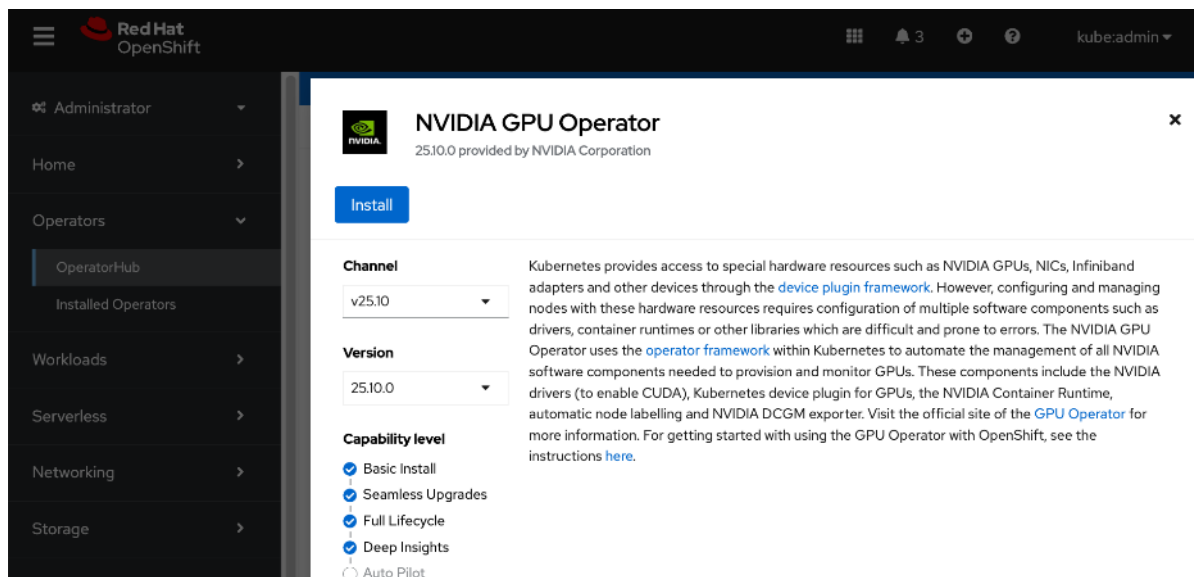 Red Hat
OpenShift
3
kube:admin
Administrator
Home
Operators
OperatorHub
Installed Operators
Workloads
Serverless
Networking
Storage
NVIDIA
NVIDIA GPU Operator
25.10.0 provided by NVIDIA Corporation
Install
Channel
v25.10
Version
25.10.0
Capability level
Basic Install
Seamless Upgrades
Full Lifecycle
Deep Insights
Auto Pilot
Kubernetes provides access to special hardware resources such as NVIDIA GPUs, NICs, Infiniband
adapters and other devices through the device plugin framework. However, configuring and managing
nodes with these hardware resources requires configuration of multiple software components such as
drivers, container runtimes or other libraries which are difficult and prone to errors. The NVIDIA GPU
Operator uses the operator framework within Kubernetes to automate the management of all NVIDIA
software components needed to provision and monitor GPUs. These components include the NVIDIA
drivers (to enable CUDA), Kubernetes device plugin for GPUs, the NVIDIA Container Runtime,
automatic node labelling and NVIDIA DCGM exporter. Visit the official site of the GPU Operator for
more information. For getting started with using the GPU Operator with OpenShift, see the
instructions here.